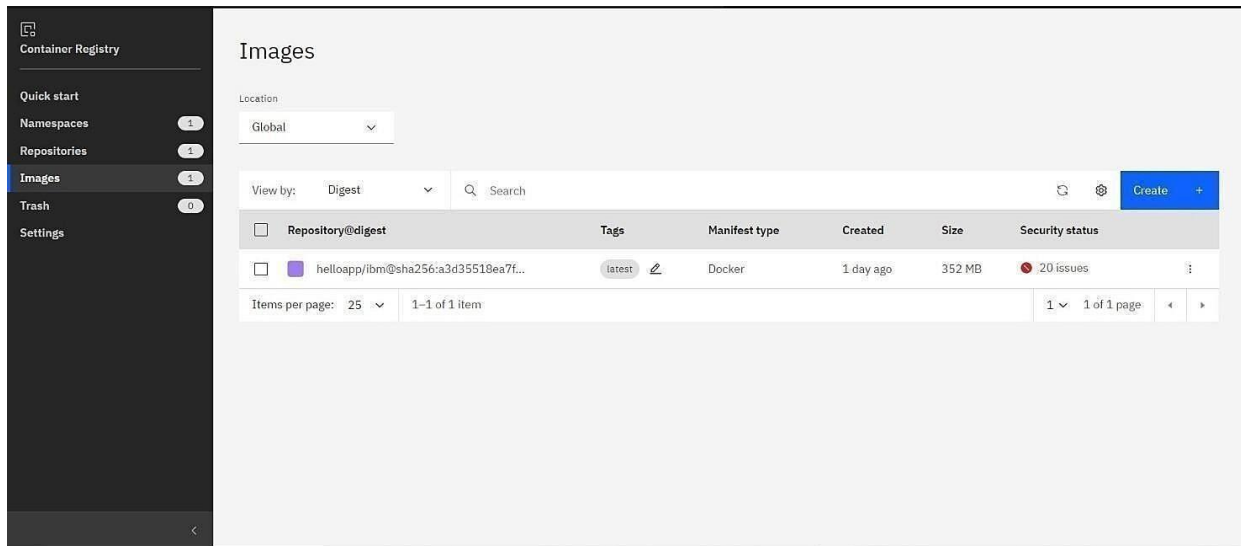 Container Registry
Quick start
Namespaces 1
Repositories 1
Images 1
Trash 0
Settings
Images
Location
Global
View by: Digest Search Create +
Repository@digest Tags Manifest type Created Size Security status
helloapp/ibm@sha256:a3d35518ea7f... latest Docker 1 day ago 352 MB 20 issues
Items per page: 25 1–1 of 1 item 1 1 of 1 page